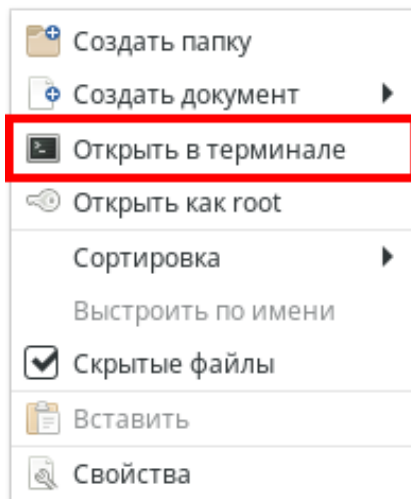 Создать папку
Создать документ
Открыть в терминале
Открыть как root
Сортировка
Выстроить по имени
Скрытые файлы
Вставить
Свойства